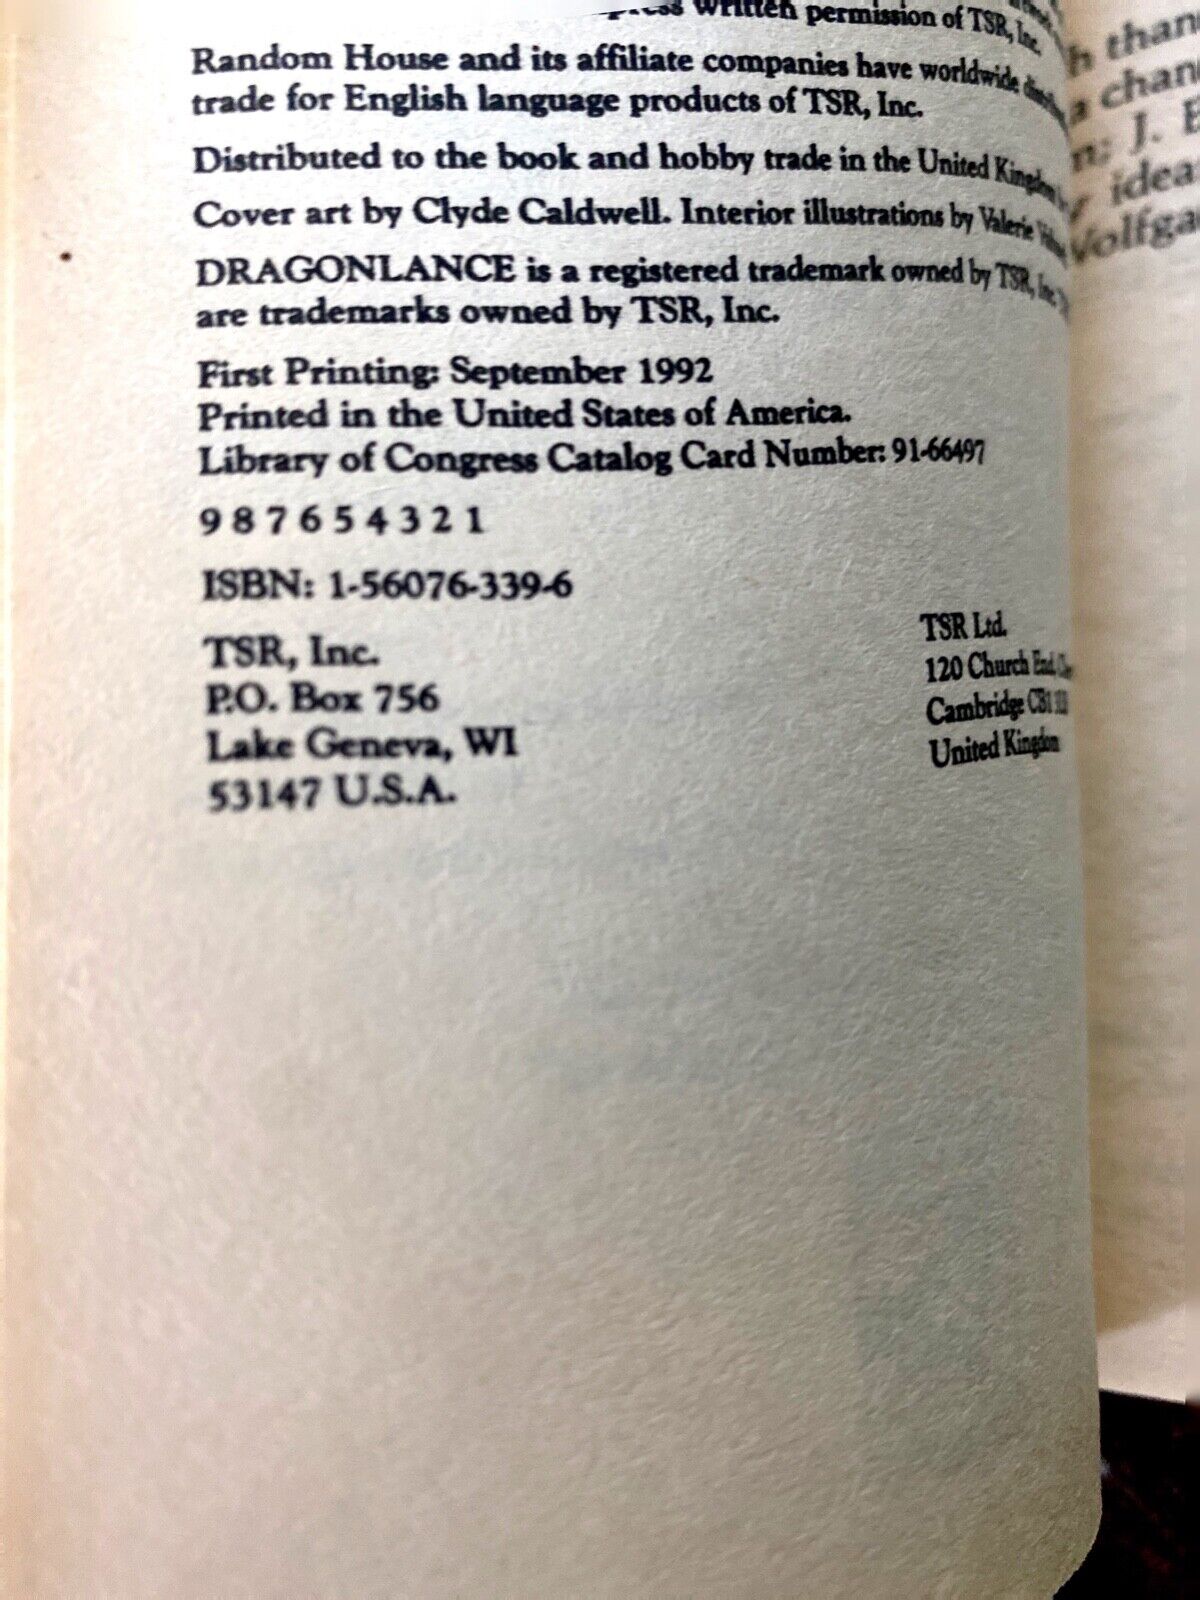 written permission of TSR, Inc.
Random House and its affiliate companies have worldwide
trade for English language products of TSR, Inc.
Distributed to the book and hobby trade in the United Kingdom
Cover art by Clyde Caldwell. Interior illustrations by Valerie
DRAGONLANCE is a registered trademark owned by TSR, Inc.
are trademarks owned by TSR, Inc.
First Printing: September 1992
Printed in the United States of America.
Library of Congress Catalog Card Number: 91-66497
9 8 7 6 5 4 3 2 1
ISBN: 1-56076-339-6
TSR, Inc.
P.O. Box 756
Lake Geneva, WI
53147 U.S.A.
TSR Ltd.
120 Church End,
Cambridge CB1
United Kingdom
h than
a chan
n; J. E
idea
Wolfga